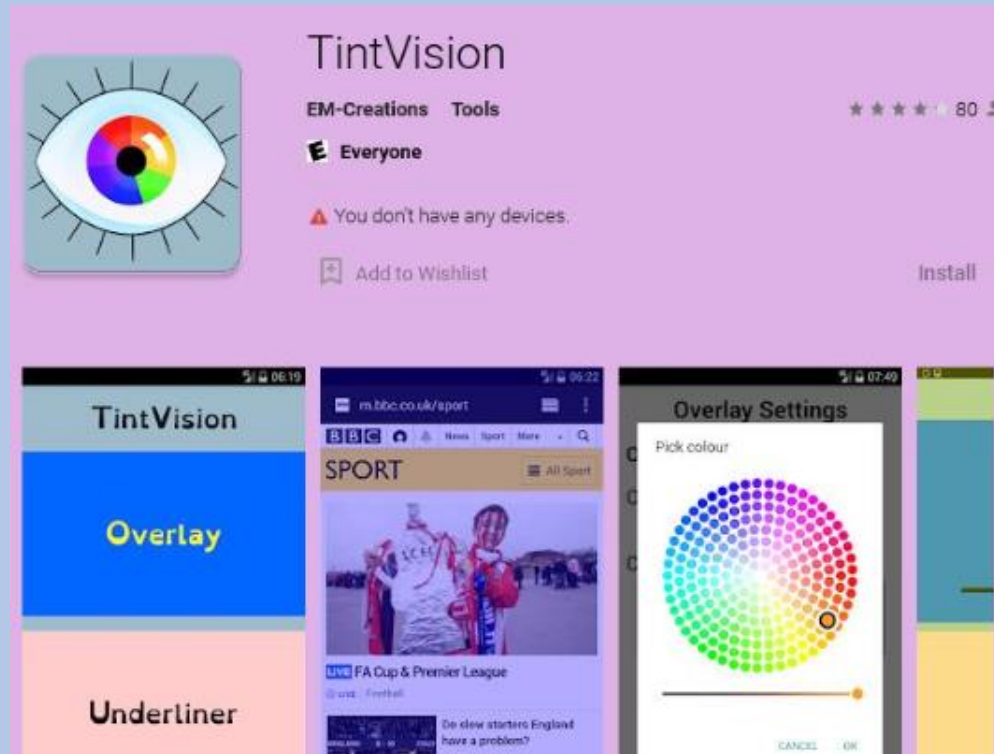 TintVision
EM-Creations Tools
80
E Everyone
You don't have any devices.
Add to Wishlist
Install
06:19
TintVision
Overlay
Underliner
06:22
m.bbc.co.uk/sport
BBC News Sport More
SPORT All Sport
LIVE FA Cup & Premier League
LIVE Football
Do slow starters England
have a problem?
07:49
Overlay Settings
Pick colour
CANCEL OK